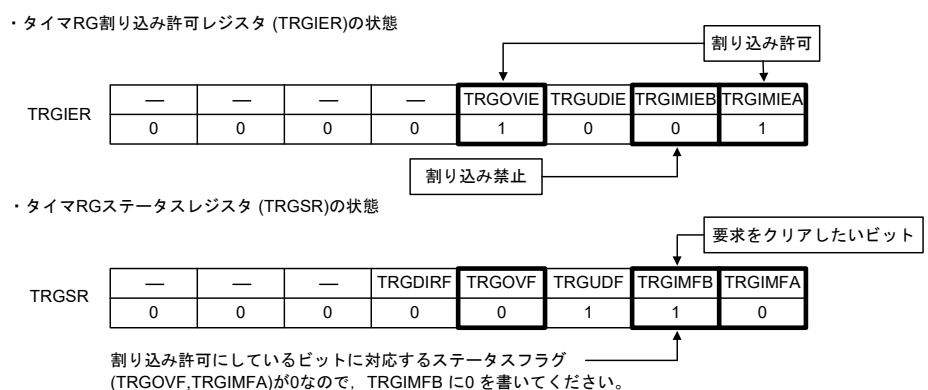 ・タイマRG割り込み許可レジスタ (TRGIER)の状態
割り込み許可
TRGIER
— — — — TRGOVIE TRGUDIE TRGIMIEB TRGIMIEA
0 0 0 0 1 0 0 1
割り込み禁止
・タイマRGステータスレジスタ (TRGSR)の状態
要求をクリアしたいビット
TRGSR
— — — TRGDIRF TRGOVF TRGUDF TRGIMFB TRGIMFA
0 0 0 0 0 1 1 0
割り込み許可にしているビットに対応するステータスフラグ
(TRGOVF,TRGIMFA)が0なので，TRGIMFB に0 を書いてください。